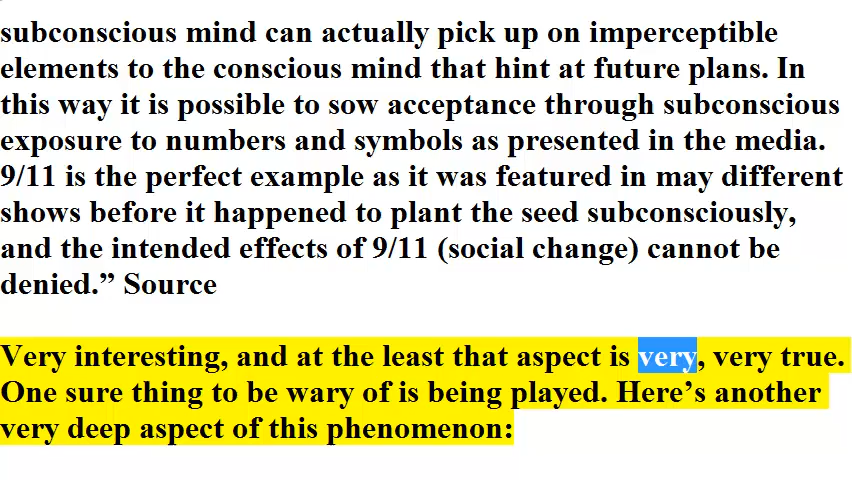 subconscious mind can actually pick up on imperceptible
elements to the conscious mind that hint at future plans. In
this way it is possible to sow acceptance through subconscious
exposure to numbers and symbols as presented in the media.
9/11 is the perfect example as it was featured in may different
shows before it happened to plant the seed subconsciously,
and the intended effects of 9/11 (social change) cannot be
denied.” Source
Very interesting, and at the least that aspect is very, very true.
One sure thing to be wary of is being played. Here’s another
very deep aspect of this phenomenon: